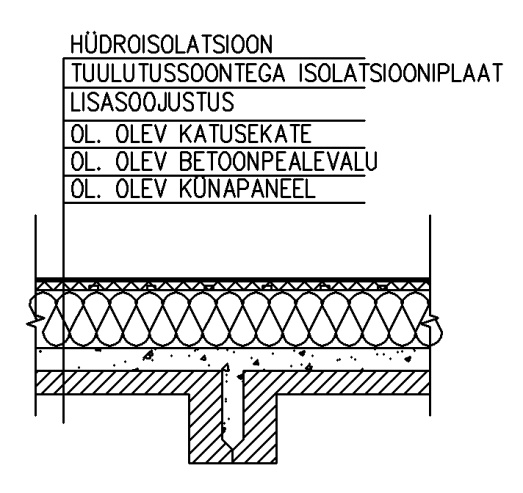 HÜDROISOLATSIOON
TUULUTUSSOONTEGA ISOLATSIOONIPLAAT
LISASOOJUSTUS
OL. OLEV KATUSEKATE
OL. OLEV BETOONPEALEVALU
OL. OLEV KÜNAPANEEL